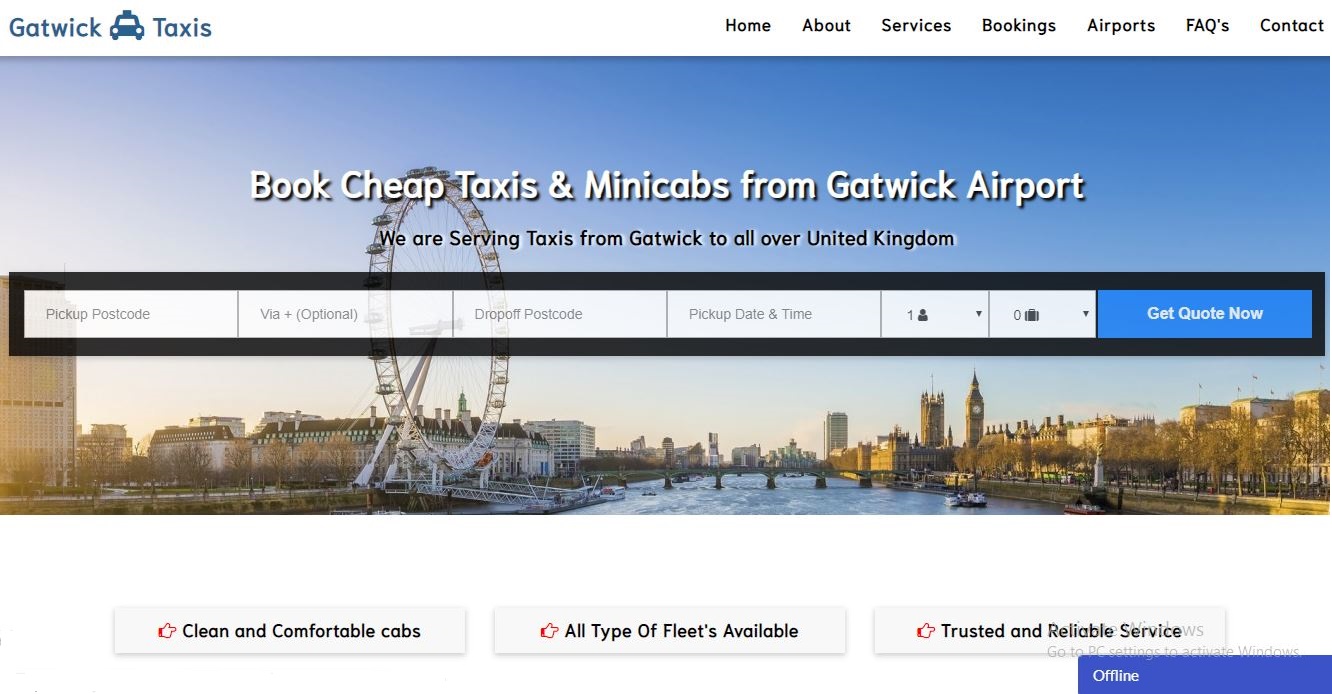 Gatwick Taxis
Home About Services Bookings Airports FAQ's Contact
Book Cheap Taxis & Minicabs from Gatwick Airport
We are Serving Taxis from Gatwick to all over United Kingdom
Pickup Postcode Via + (Optional) Dropoff Postcode Pickup Date & Time 1 0 Get Quote Now
Clean and Comfortable cabs All Type Of Fleet's Available Trusted and Reliable Service
Activate Windows
Go to PC settings to activate Windows.
Offline